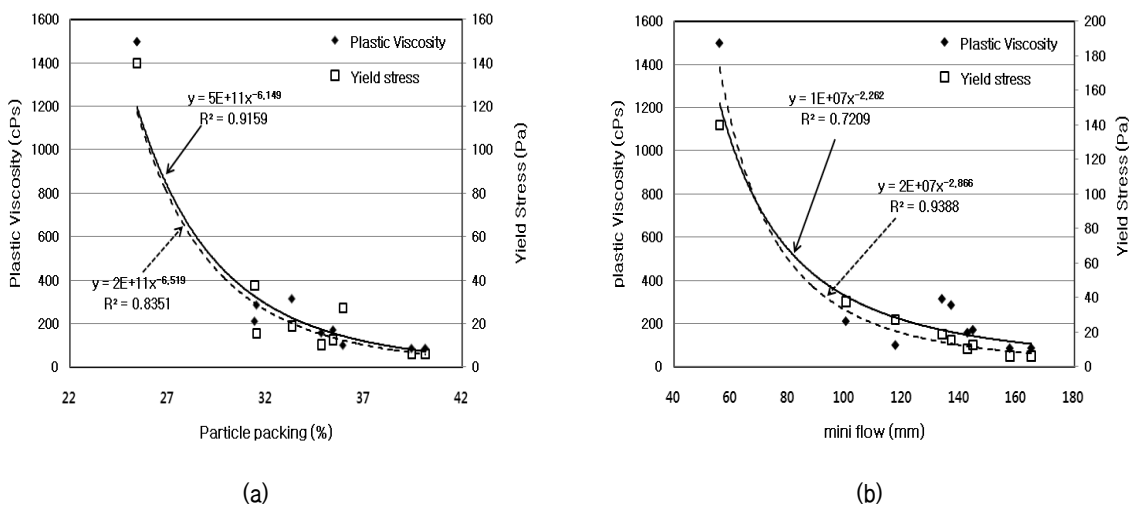 1600
1400
1200
1000
800
600
400
200
0
Plastic Viscosity (cPs)
160
140
120
100
80
60
40
20
0
Yield Stress (Pa)
Plastic Viscosity
Yield stress
y = 5E+11x^-6.149
R² = 0.9159
y = 2E+11x^-6.519
R² = 0.8351
22 27 32 37 42
Particle packing (%)
(a)
1600
1400
1200
1000
800
600
400
200
0
plastic Viscosity (cPs)
200
180
160
140
120
100
80
60
40
20
0
Yield Stress (Pa)
Plastic Viscosity
Yield stress
y = 1E+07x^-2.262
R² = 0.7209
y = 2E+07x^-2.866
R² = 0.9388
40 60 80 100 120 140 160 180
mini flow (mm)
(b)